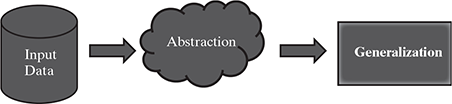 Input
Data
Abstraction
Generalization